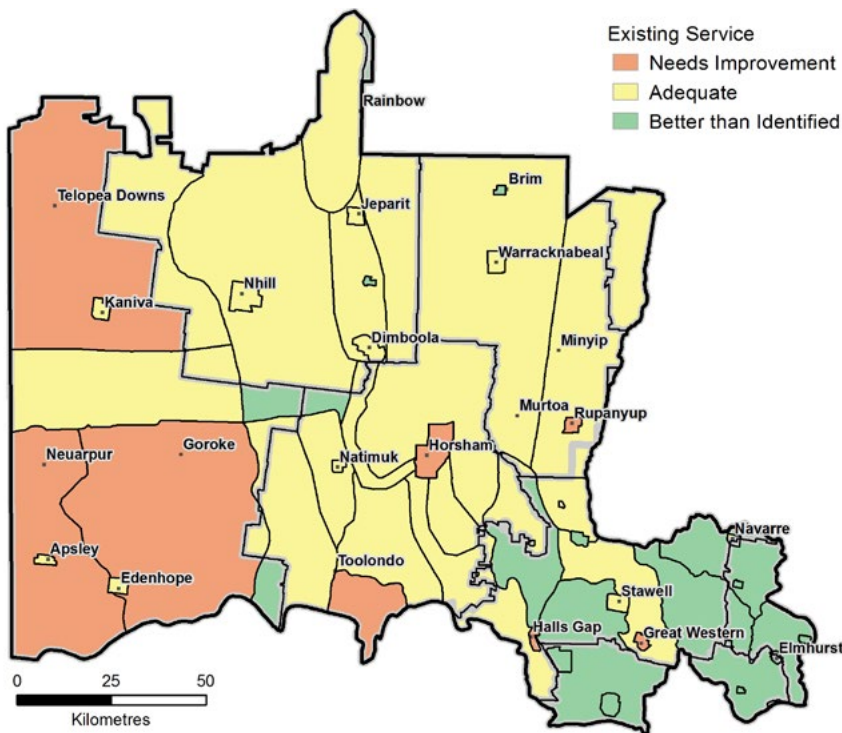 Existing Service
Needs Improvement
Adequate
Better than Identified
Rainbow
Brim
Telopea Downs
Jeparit
Warracknabeal
Nhill
Kaniva
Dimboola
Minyip
Murtoa
Rupanyup
Neuarpur
Goroke
Natimuk
Horsham
Navarre
Apsley
Toolondo
Edenhope
Stawell
Halls Gap
Great Western
Elmhurst
0 25 50
Kilometres